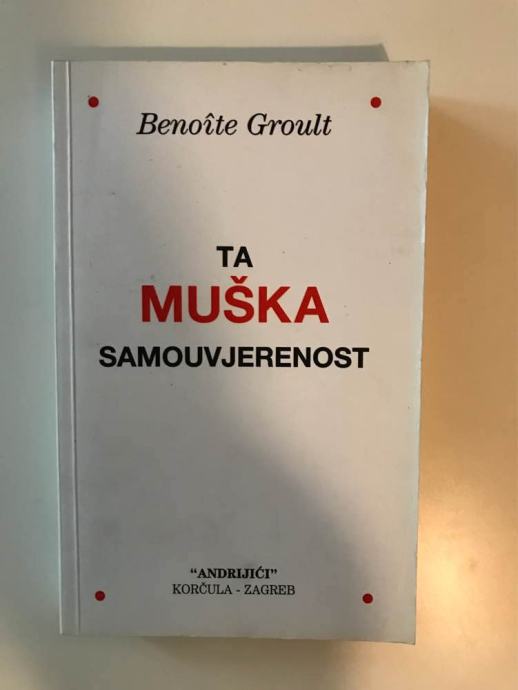 Benoîte Groult
TA
MUŠKA
SAMOUVJERENOST
“ANDRIJIĆI”
KORČULA - ZAGREB